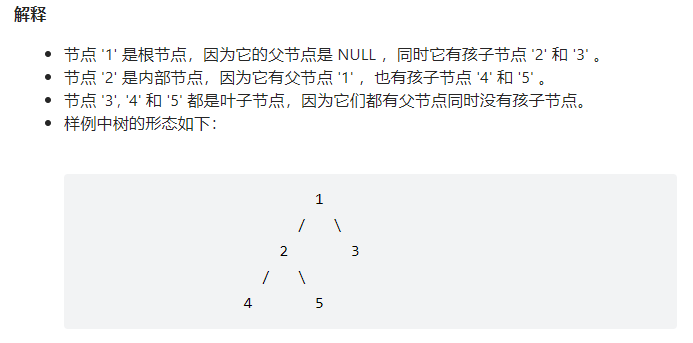 解释
节点 '1' 是根节点，因为它的父节点是 NULL ，同时它有孩子节点 '2' 和 '3' 。
节点 '2' 是内部节点，因为它有父节点 '1' ，也有孩子节点 '4' 和 '5' 。
节点 '3', '4' 和 '5' 都是叶子节点，因为它们都有父节点同时没有孩子节点。
样例中树的形态如下：
1
/ \
2 3
/ \
4 5